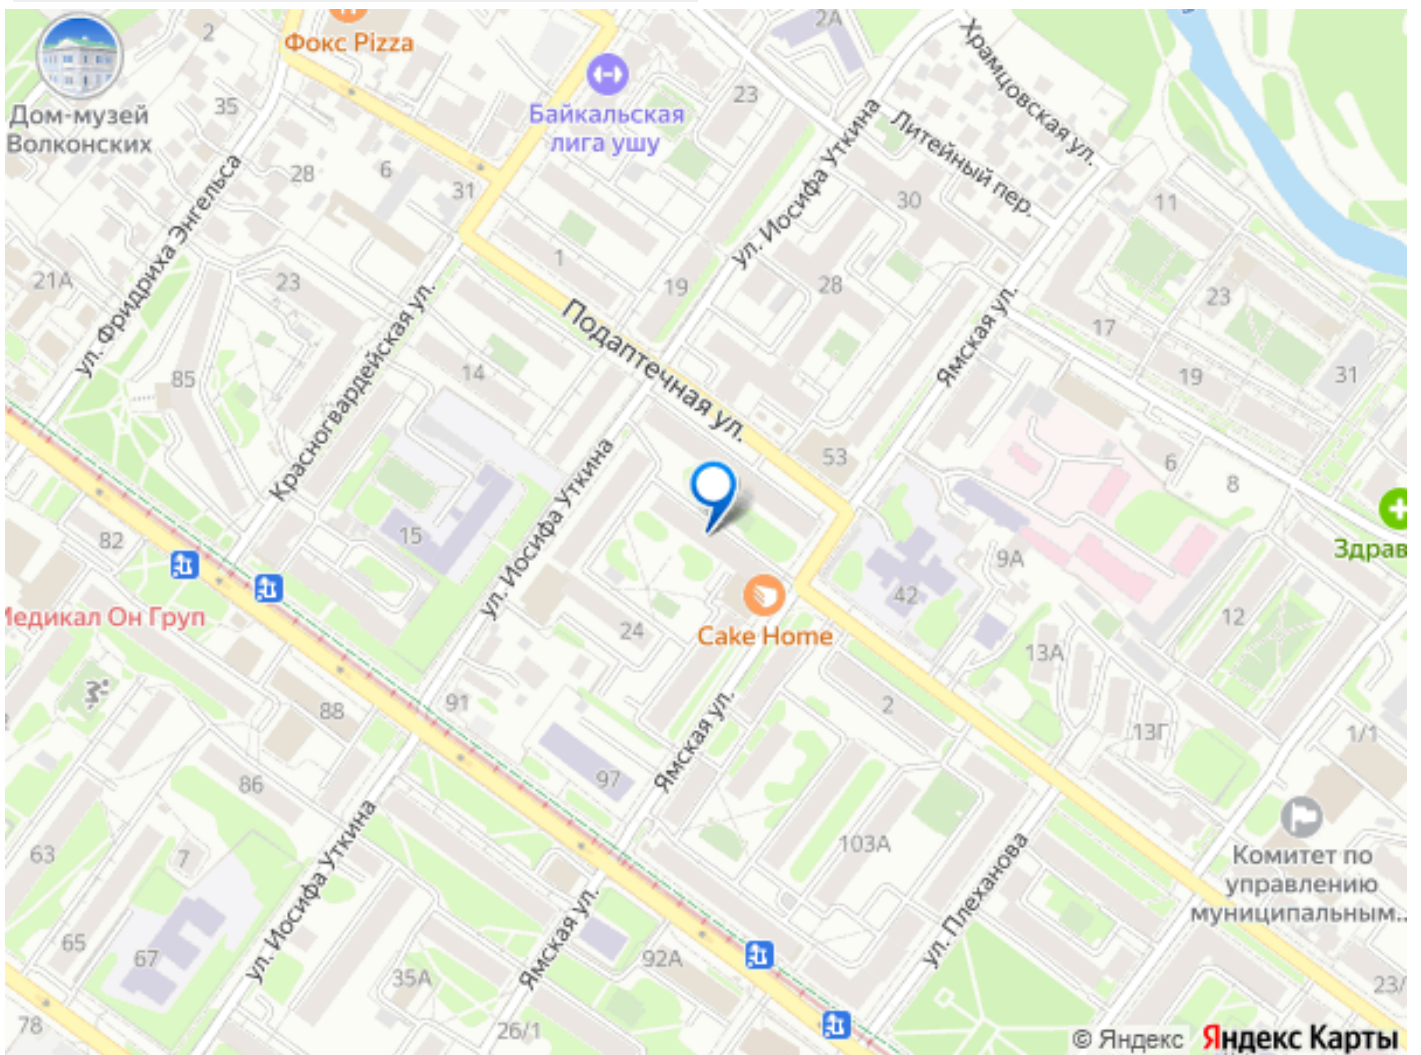 2
Фокс Pizza
2А
Храмцовская ул.
Дом-музей
Волконских
35
Байкальская
лига ушу
23
Литейный пер.
ул. Иосифа Уткина
28
6
31
30
11
ул. Фридриха Энгельса
21А
23
1
19
28
23
Красногвардейская ул.
Подаптечная ул.
Ямская ул.
17
85
14
19
31
53
6
8
15
ул. Иосифа Уткина
82
9А
Здрав
42
Медикал Он Груп
24
Cake Home
12
13А
91
88
2
Ямская ул.
13Г
1/1
86
97
ул. Иосифа Уткина
63
7
103А
ул. Плеханова
Комитет по
управлению
муниципальным...
65
67
Ямская ул.
92А
35А
23/
78
26/1
© Яндекс Яндекс Карты